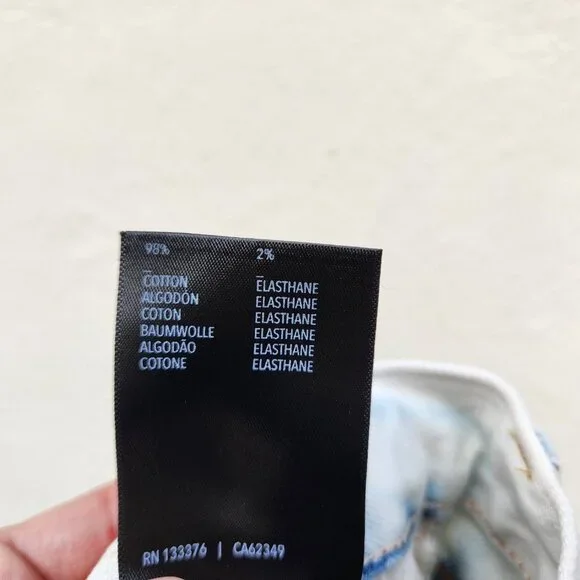 98% 2%
COTTON ELASTHANE
ALGODÓN ELASTHANE
COTON ELASTHANE
BAUMWOLLE ELASTHANE
ALGODÃO ELASTHANE
COTONE ELASTHANE
RN 133376 | CA62349